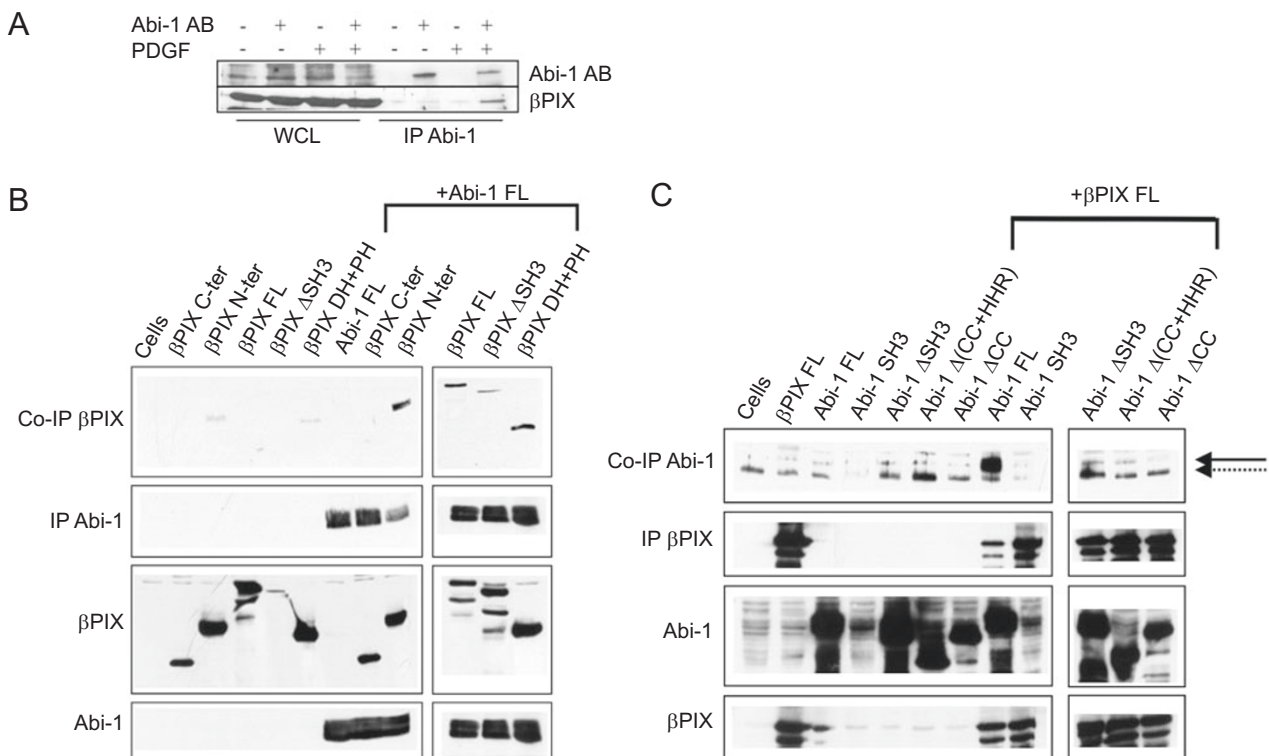 A
Abi-1 AB - + - + - + - +
PDGF - - + + - - + +
Abi-1 AB
βPIX
WCL IP Abi-1
B
+Abi-1 FL
Cells
βPIX C-ter
βPIX N-ter
βPIX FL
βPIX ΔSH3
βPIX DH+PH
Abi-1 FL
βPIX C-ter
βPIX N-ter
βPIX FL
βPIX ΔSH3
βPIX DH+PH
Co-IP βPIX
IP Abi-1
βPIX
Abi-1
C
+βPIX FL
Cells
βPIX FL
Abi-1 FL
Abi-1 SH3
Abi-1 ΔSH3
Abi-1 Δ(CC+HHR)
Abi-1 ΔCC
Abi-1 FL
Abi-1 SH3
Abi-1 ΔSH3
Abi-1 Δ(CC+HHR)
Abi-1 ΔCC
Co-IP Abi-1
IP βPIX
Abi-1
βPIX